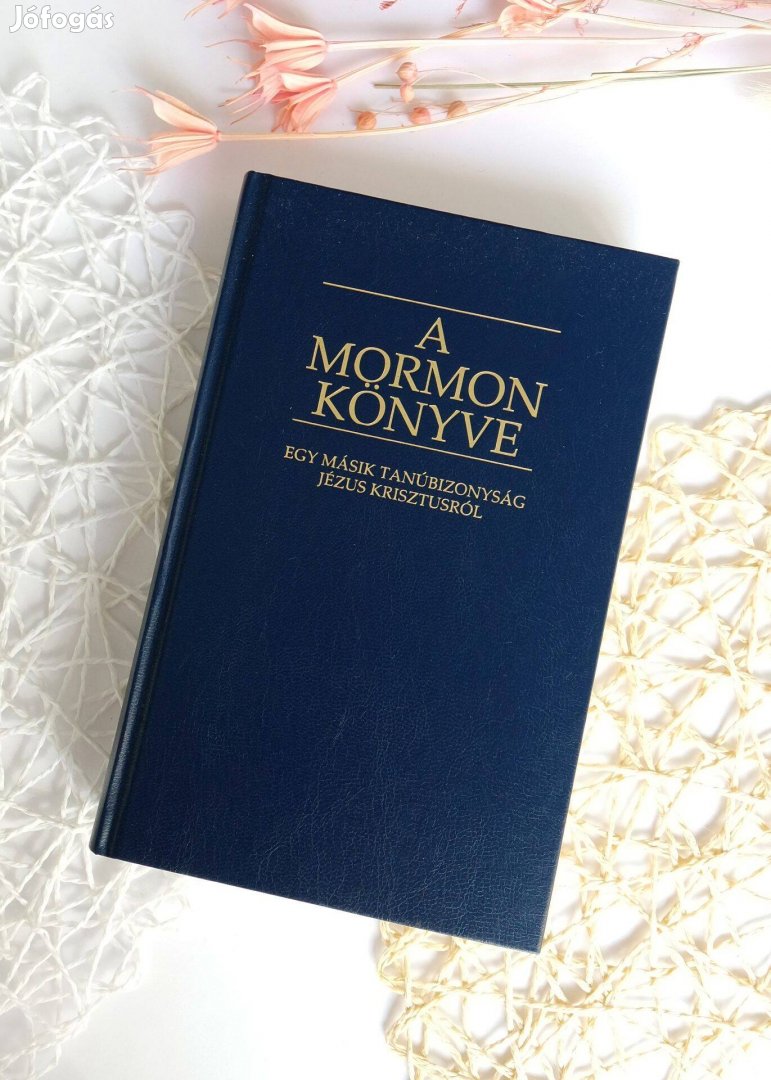 Jófogás
A
MORMON
KÖNYVE
EGY MÁSIK TANÚBIZONYSÁG
JÉZUS KRISZTUSRÓL